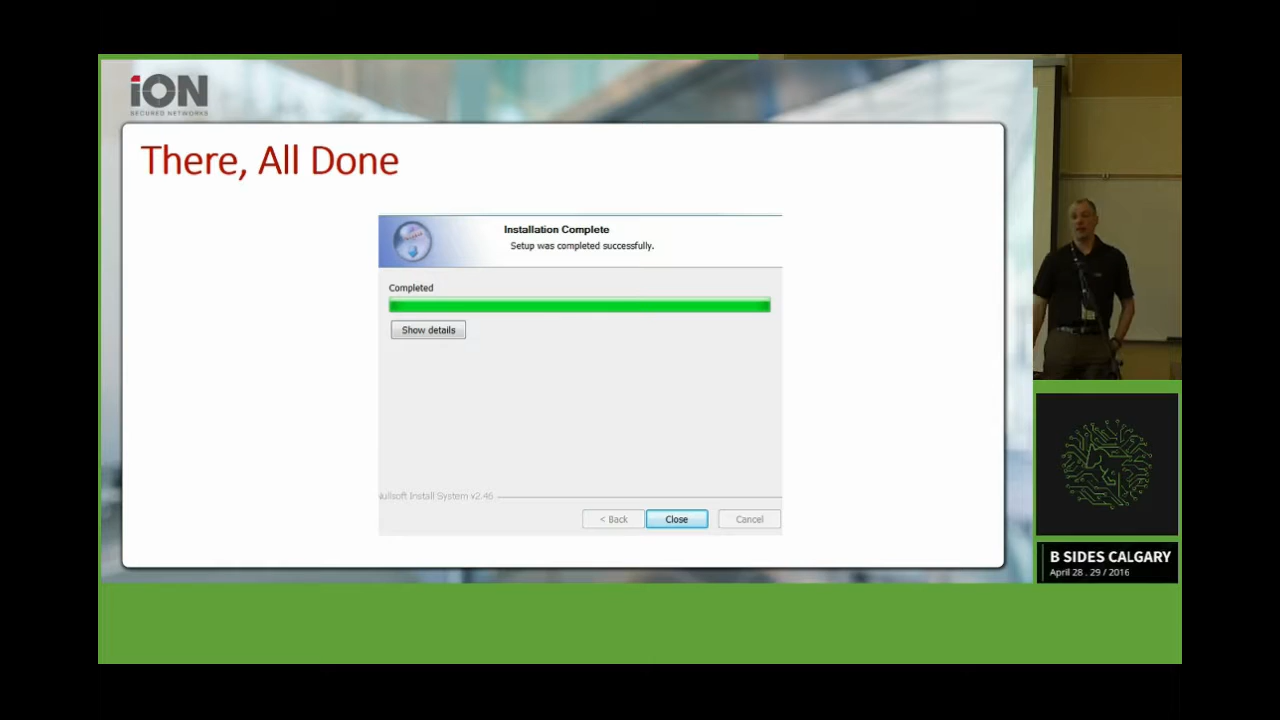 iON
SECURED NETWORKS
There, All Done
Installation Complete
Setup was completed successfully.
Completed
Show details
ullsoft Install System v2.46
< Back
Close
Cancel
B SIDES CALGARY
April 28 . 29 / 2016